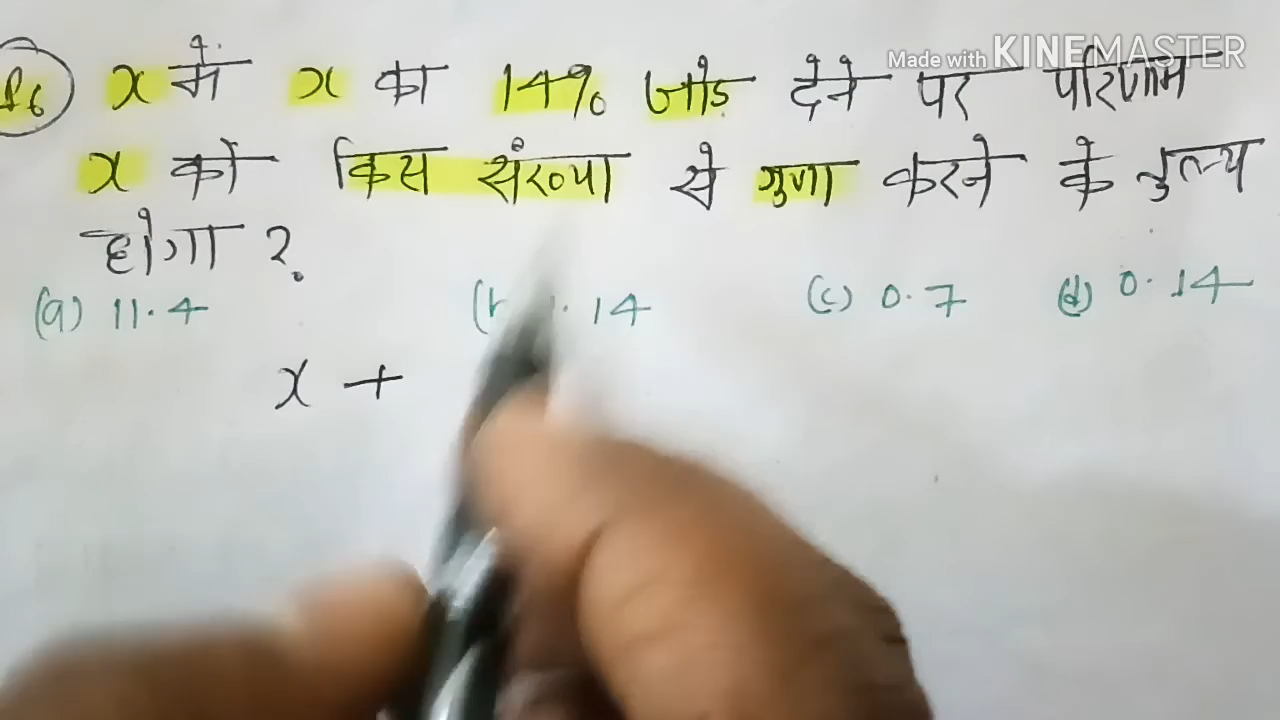 Made with KINEMASTER
x में x का 14% जोड़ देने पर परिणाम
x को किस संख्या से गुणा करने के तुल्य
होगा ?
(a) 11.4 .14 (c) 0.7 (d) 0.14
x +